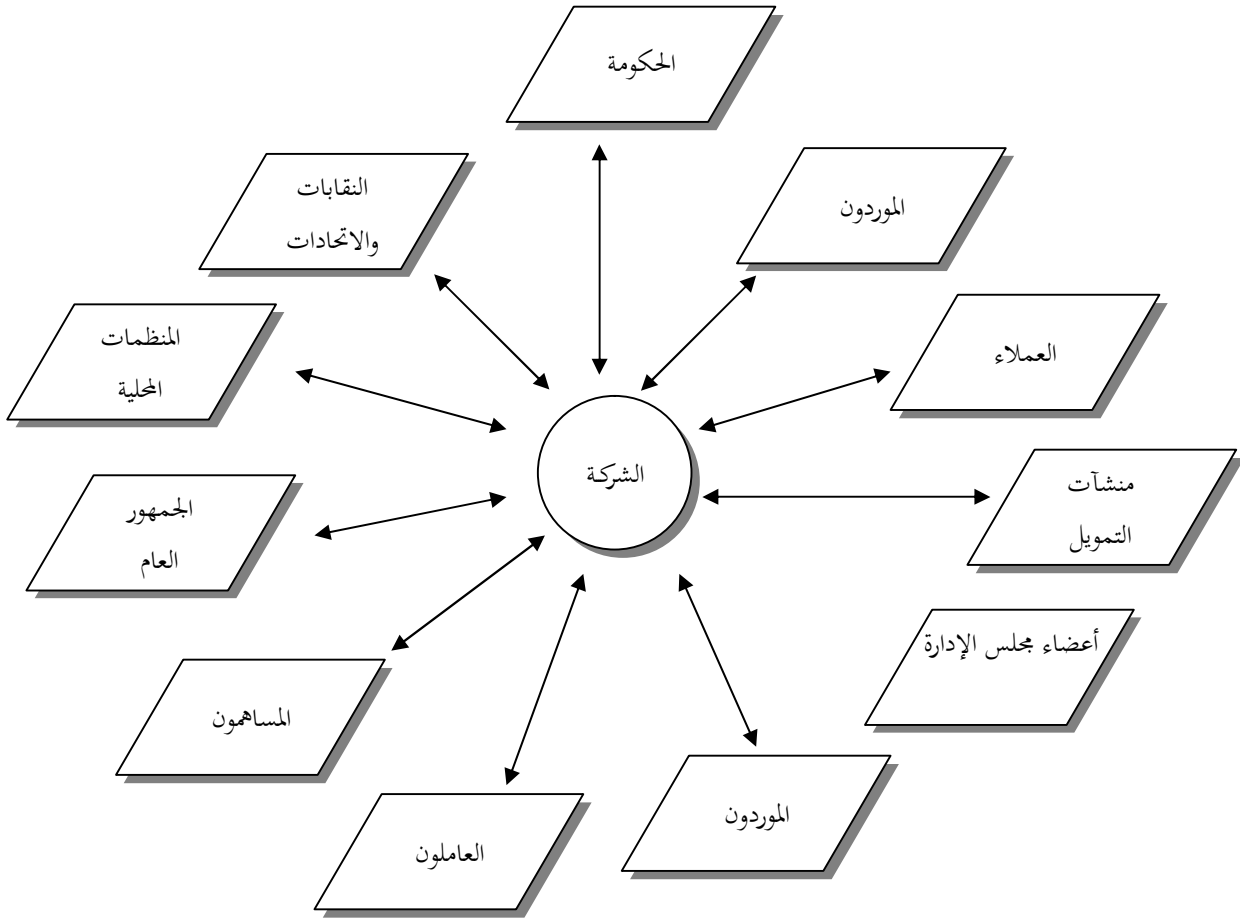 الحكومة
الموردون
النقابات
والاتحادات
العملاء
المنظمات
المحلية
الشركة
منشآت
التمويل
الجمهور
العام
أعضاء مجلس الإدارة
المساهمون
الموردون
العاملون